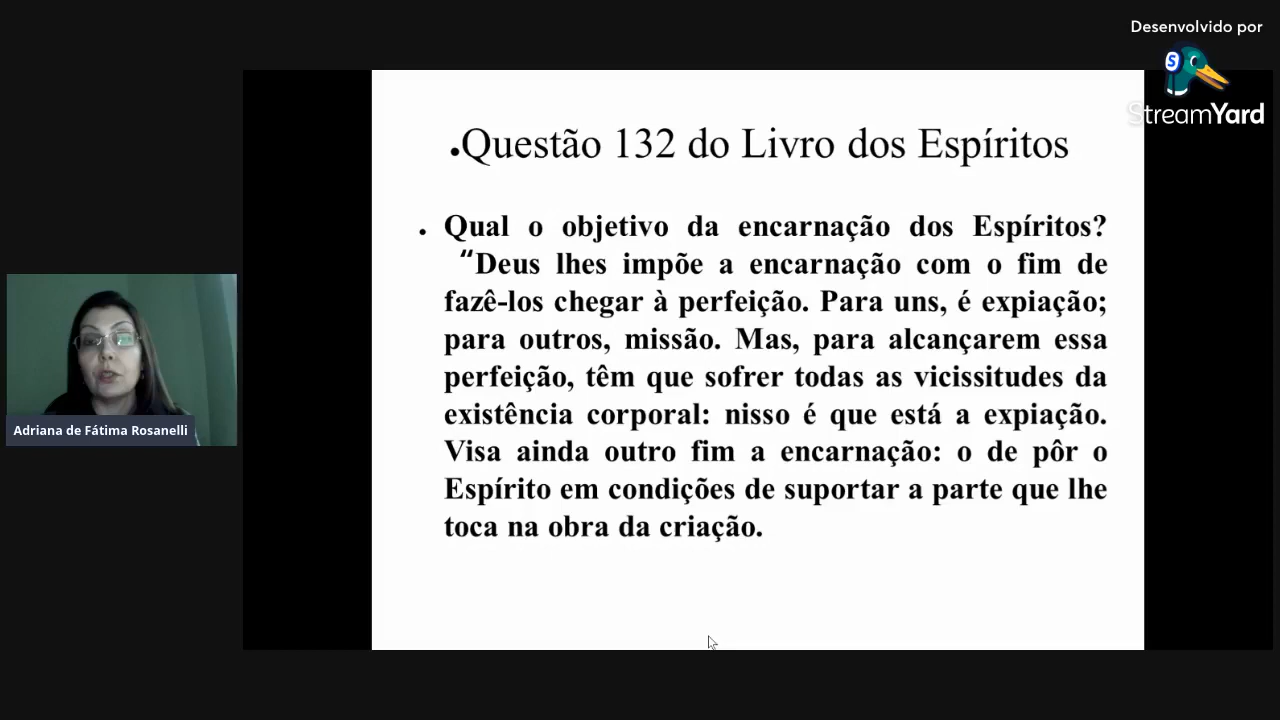 Desenvolvido por
StreamYard
•Questão 132 do Livro dos Espíritos
• Qual o objetivo da encarnação dos Espíritos?
“Deus lhes impõe a encarnação com o fim de
fazê-los chegar à perfeição. Para uns, é expiação;
para outros, missão. Mas, para alcançarem essa
perfeição, têm que sofrer todas as vicissitudes da
existência corporal: nisso é que está a expiação.
Visa ainda outro fim a encarnação: o de pôr o
Espírito em condições de suportar a parte que lhe
toca na obra da criação.
Adriana de Fátima Rosanelli